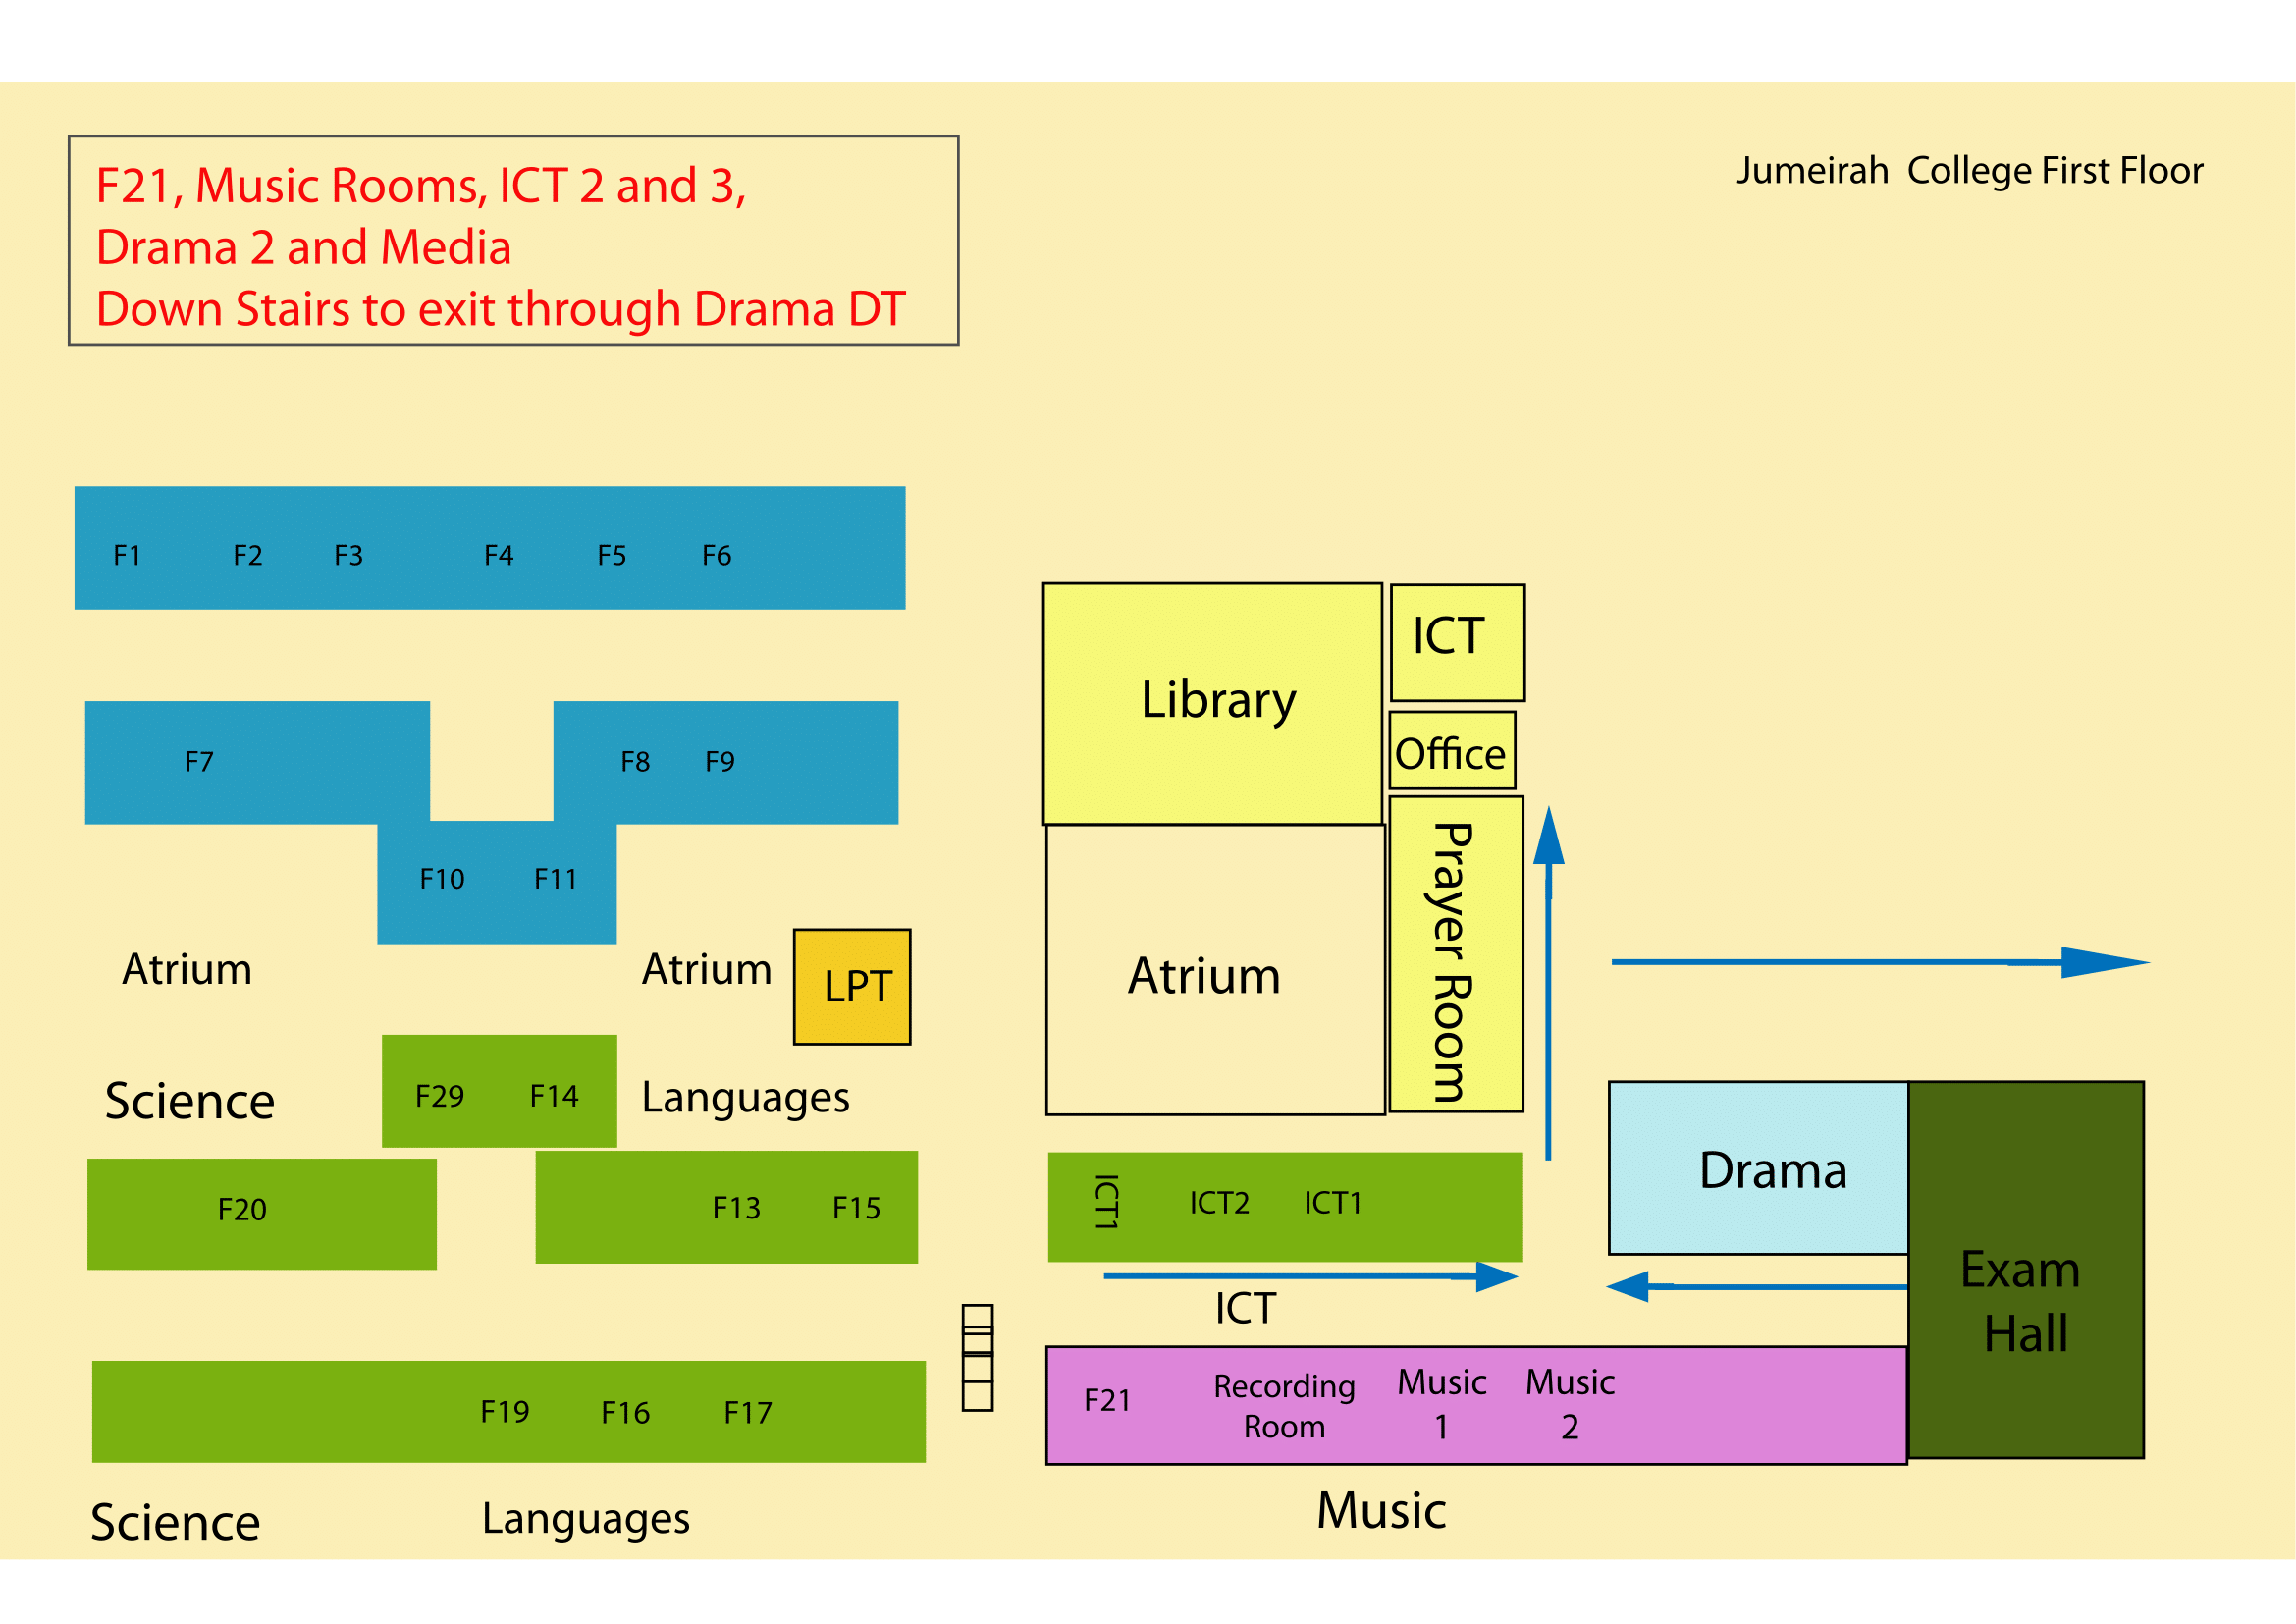 Jumeirah College First Floor
F21, Music Rooms, ICT 2 and 3,
Drama 2 and Media
Down Stairs to exit through Drama DT
F1 F2 F3 F4 F5 F6
F7 F8 F9
F10 F11
Atrium Atrium LPT
Science F29 F14 Languages
F20 F13 F15
F19 F16 F17
Science Languages
Library
ICT
Office
Prayer Room
Atrium
ICT1 ICT2 ICT1
ICT
Drama
Exam
Hall
F21
Recording
Room
Music
1
Music
2
Music